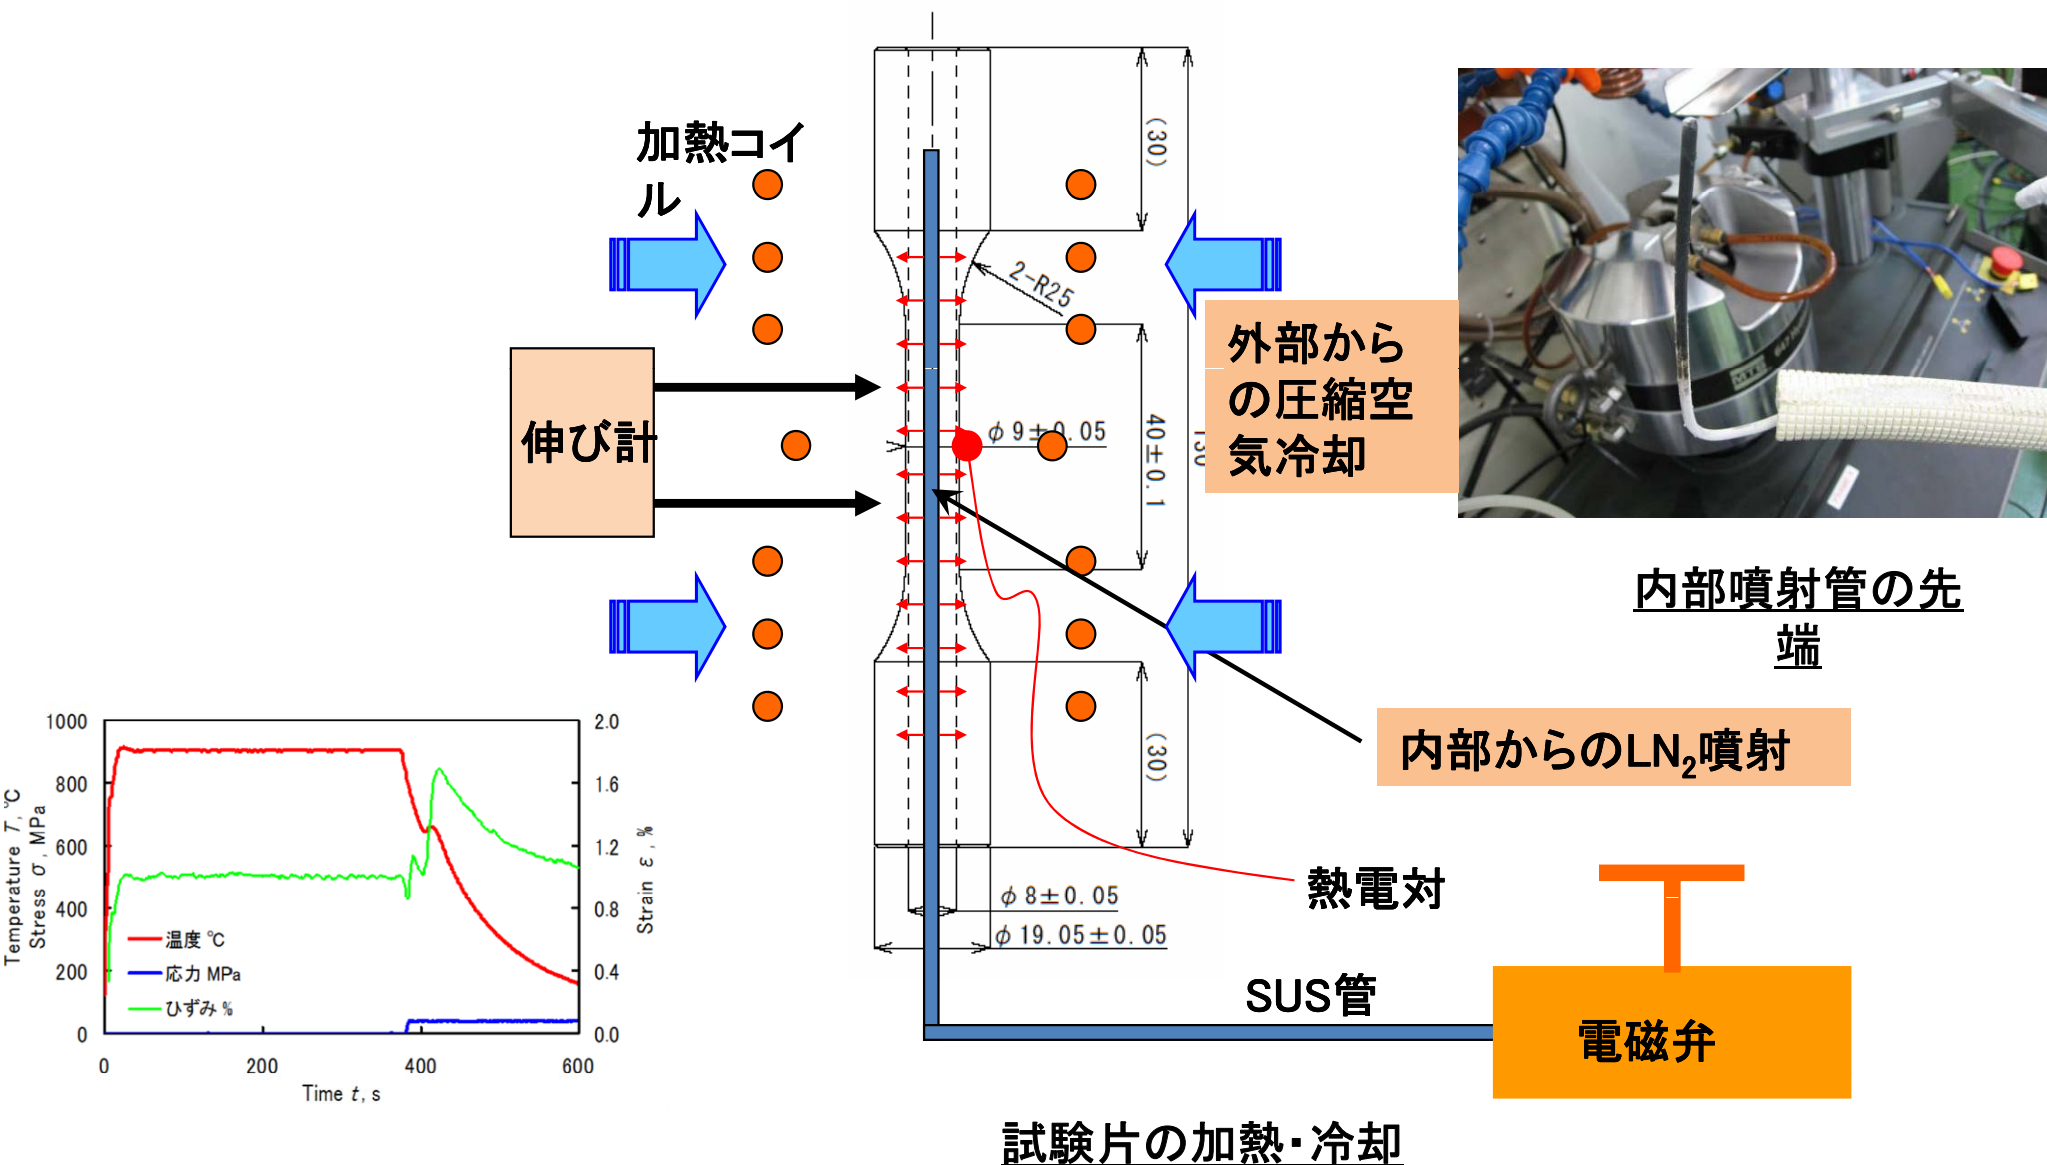 加熱コイ
ル
(30)
2-R25
外部から
の圧縮空
気冷却
伸び計
φ9±0.05
40±0.1
130
MTS
内部噴射管の先
端
内部からのLN₂噴射
(30)
熱電対
φ8±0.05
φ19.05±0.05
SUS管
電磁弁
試験片の加熱・冷却
1000
800
600
400
200
0
Temperature T, ℃
Stress σ, MPa
2.0
1.6
1.2
0.8
0.4
0.0
Strain ε, %
温度 ℃
応力 MPa
ひずみ %
0
200
400
600
Time t, s